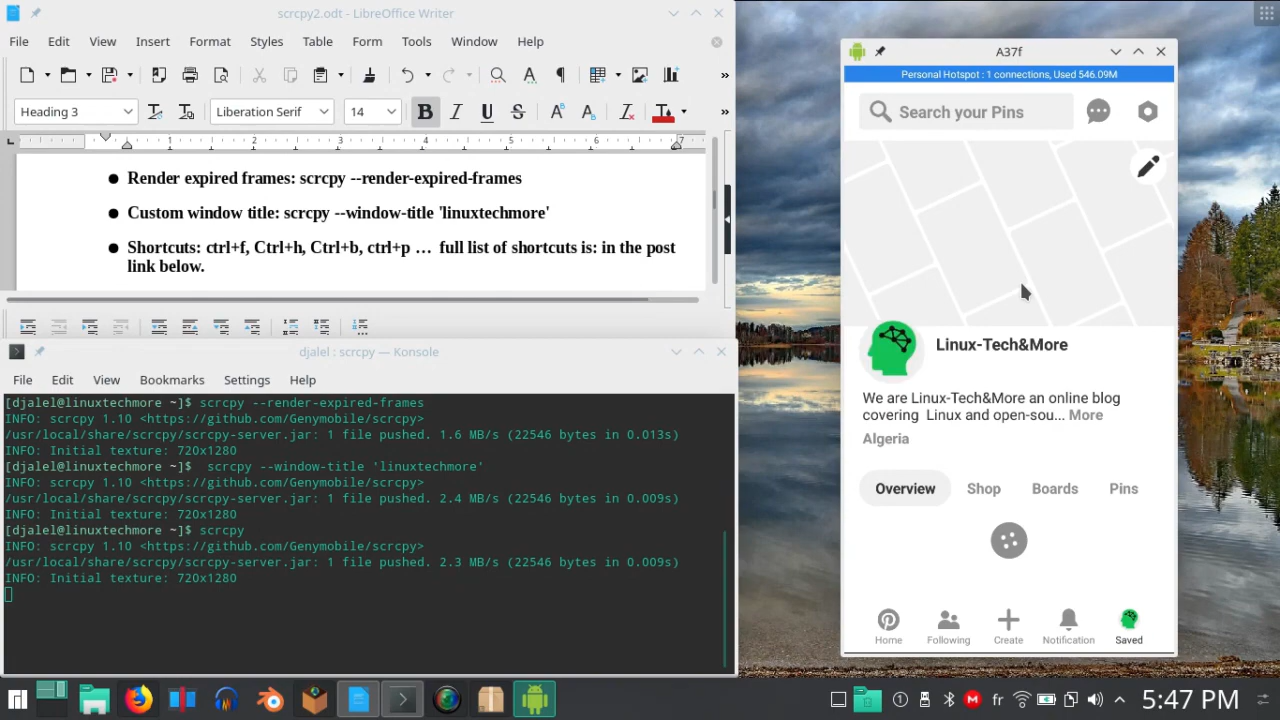 scrcpy2.odt - LibreOffice Writer
File Edit View Insert Format Styles Table Form Tools Window Help
Heading 3 Liberation Serif 14 B I U S
1 2 3 4 5 6 7
● Render expired frames: scrcpy --render-expired-frames
● Custom window title: scrcpy --window-title 'linuxtechmore'
● Shortcuts: ctrl+f, Ctrl+h, Ctrl+b, ctrl+p … full list of shortcuts is: in the post
link below.
djalel : scrcpy — Konsole
File Edit View Bookmarks Settings Help
[djalel@linuxtechmore ~]$ scrcpy --render-expired-frames
INFO: scrcpy 1.10 <https://github.com/Genymobile/scrcpy>
/usr/local/share/scrcpy/scrcpy-server.jar: 1 file pushed. 1.6 MB/s (22546 bytes in 0.013s)
INFO: Initial texture: 720x1280
[djalel@linuxtechmore ~]$  scrcpy --window-title 'linuxtechmore'
INFO: scrcpy 1.10 <https://github.com/Genymobile/scrcpy>
/usr/local/share/scrcpy/scrcpy-server.jar: 1 file pushed. 2.4 MB/s (22546 bytes in 0.009s)
INFO: Initial texture: 720x1280
[djalel@linuxtechmore ~]$ scrcpy
INFO: scrcpy 1.10 <https://github.com/Genymobile/scrcpy>
/usr/local/share/scrcpy/scrcpy-server.jar: 1 file pushed. 2.3 MB/s (22546 bytes in 0.009s)
INFO: Initial texture: 720x1280
A37f
Personal Hotspot : 1 connections, Used 546.09M
Search your Pins
Linux-Tech&More
We are Linux-Tech&More an online blog
covering Linux and open-sou... More
Algeria
Overview Shop Boards Pins
Home Following Create Notification Saved
fr 5:47 PM